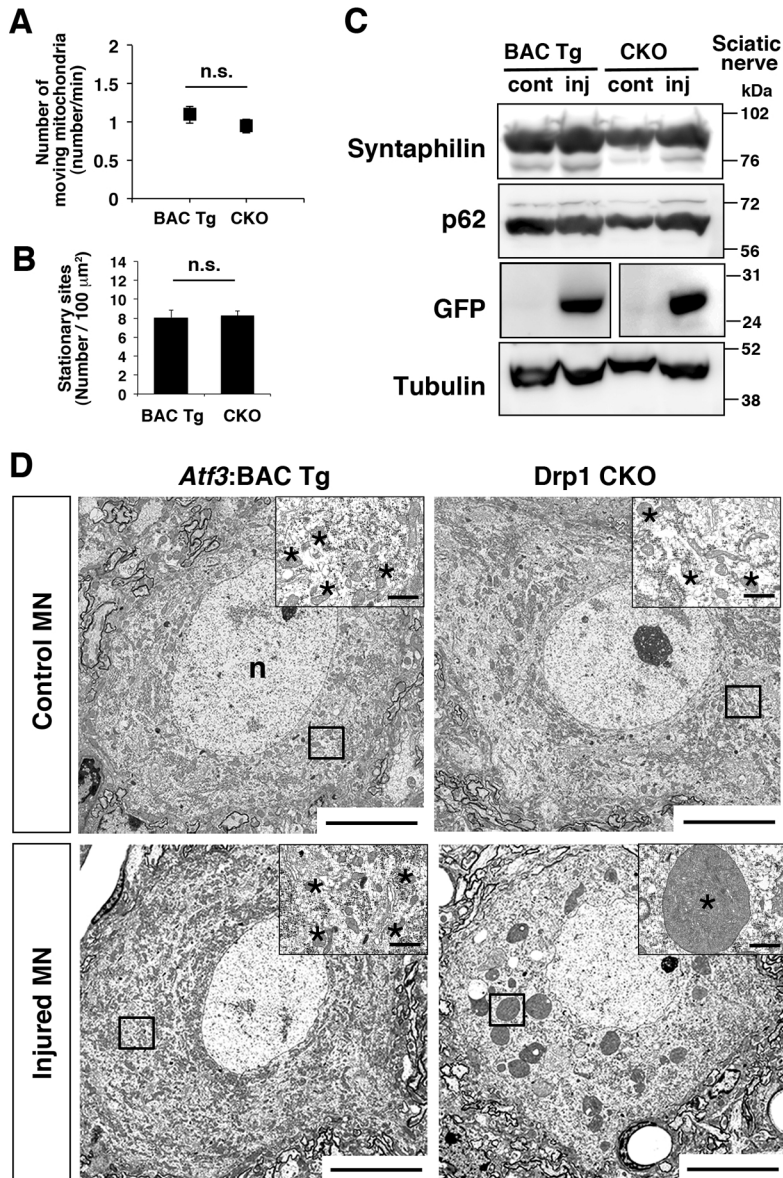 A
Number of
moving mitochondria
(number/min)
2
1.5
1
0.5
0
n.s.
BAC Tg CKO
B
Stationary sites
(Number / 100 µm²)
14
12
10
8
6
4
2
0
n.s.
BAC Tg CKO
C
BAC Tg CKO Sciatic
nerve
cont inj cont inj kDa
Syntaphilin
102
76
p62
72
56
GFP
31
24
Tubulin
52
38
D
Atf3:BAC Tg Drp1 CKO
Control MN
* * * *
n
* * *
Injured MN
* * * *
*